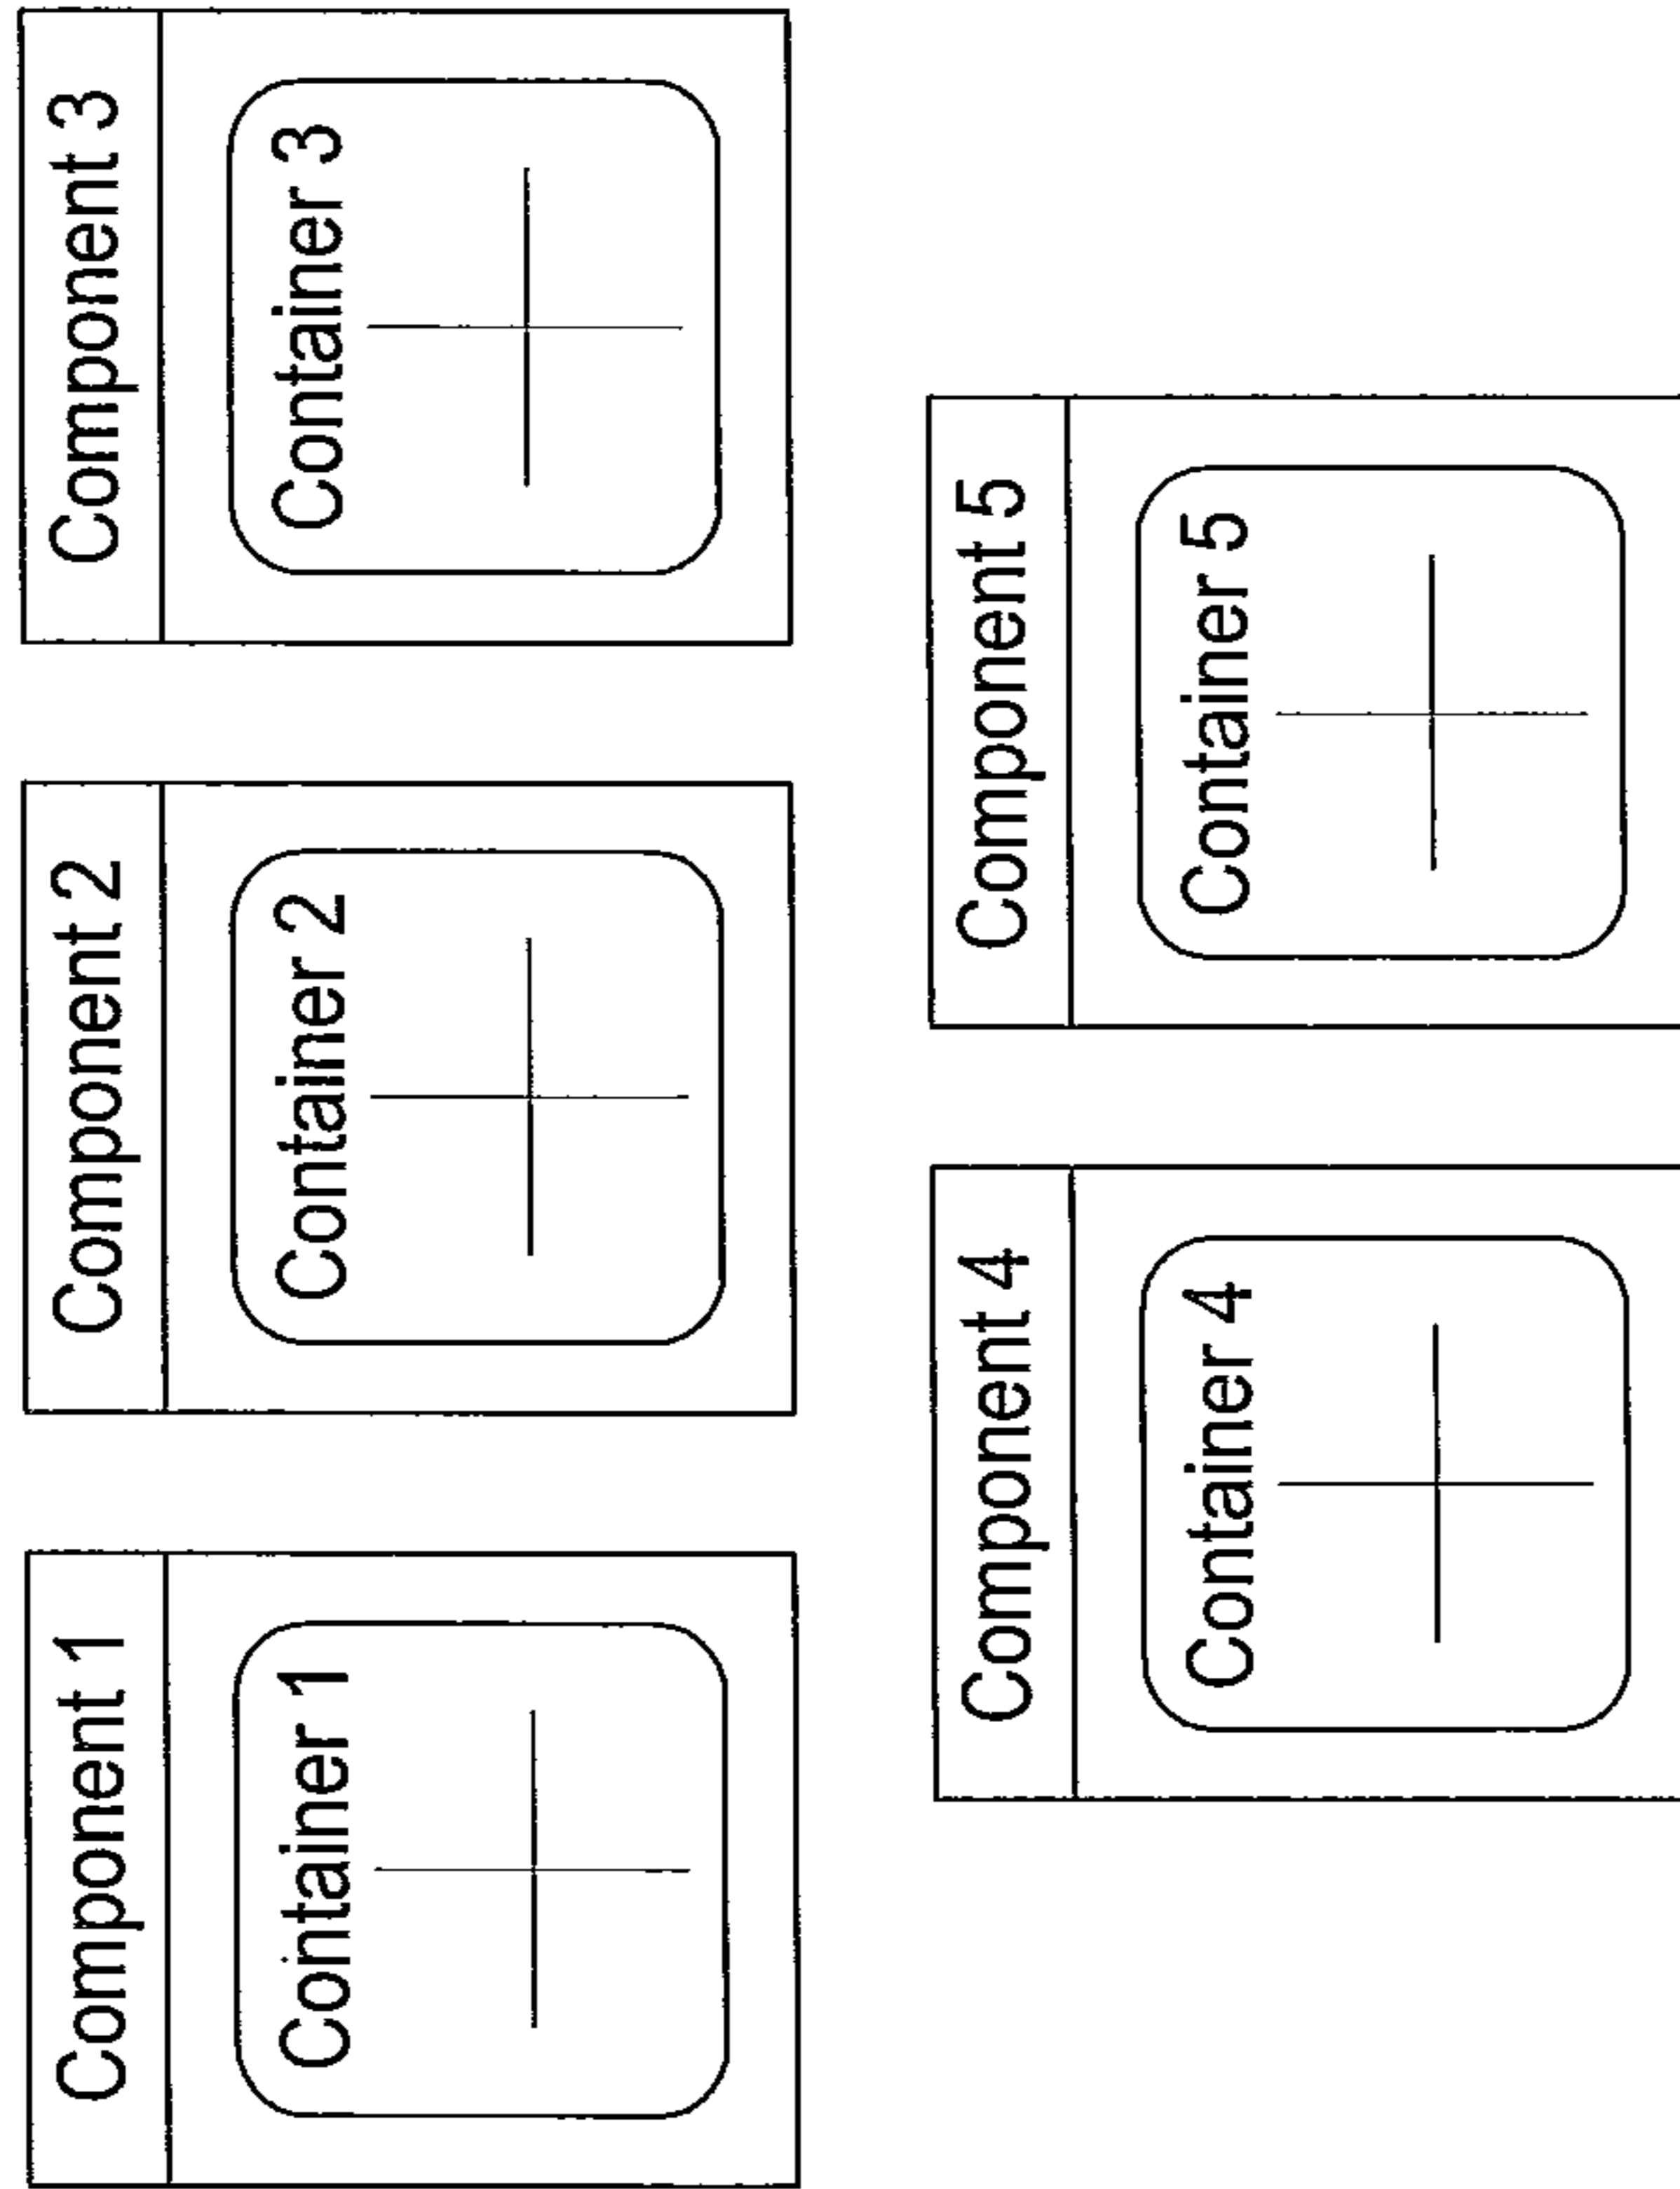 Component 1
Container 1
Component 2
Container 2
Component 3
Container 3
Component 4
Container 4
Component 5
Container 5